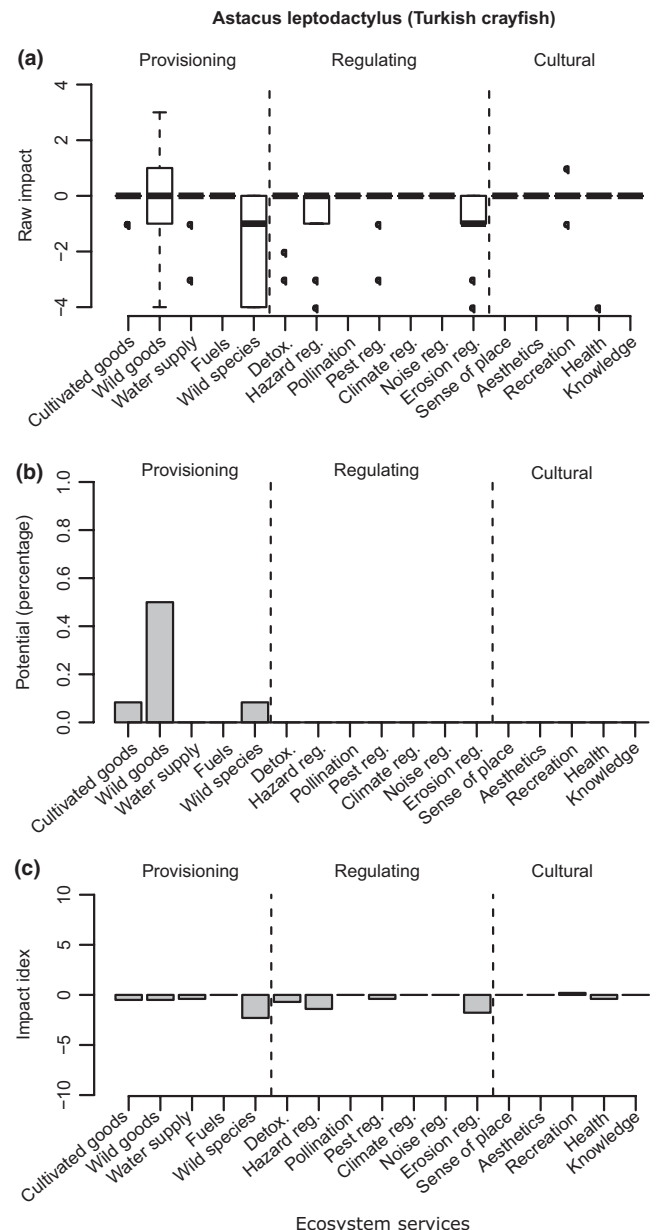 Astacus leptodactylus (Turkish crayfish)
(a)
Provisioning Regulating Cultural
Raw impact
4
2
0
−2
−4
Cultivated goods
Wild goods
Water supply
Fuels
Wild species
Detox.
Hazard reg.
Pollination
Pest reg.
Climate reg.
Noise reg.
Erosion reg.
Sense of place
Aesthetics
Recreation
Health
Knowledge
(b)
Provisioning Regulating Cultural
Potential (percentage)
1.0
0.8
0.6
0.4
0.2
0.0
Cultivated goods
Wild goods
Water supply
Fuels
Wild species
Detox.
Hazard reg.
Pollination
Pest reg.
Climate reg.
Noise reg.
Erosion reg.
Sense of place
Aesthetics
Recreation
Health
Knowledge
(c)
Provisioning Regulating Cultural
Impact idex
10
5
0
−5
−10
Cultivated goods
Wild goods
Water supply
Fuels
Wild species
Detox.
Hazard reg.
Pollination
Pest reg.
Climate reg.
Noise reg.
Erosion reg.
Sense of place
Aesthetics
Recreation
Health
Knowledge
Ecosystem services